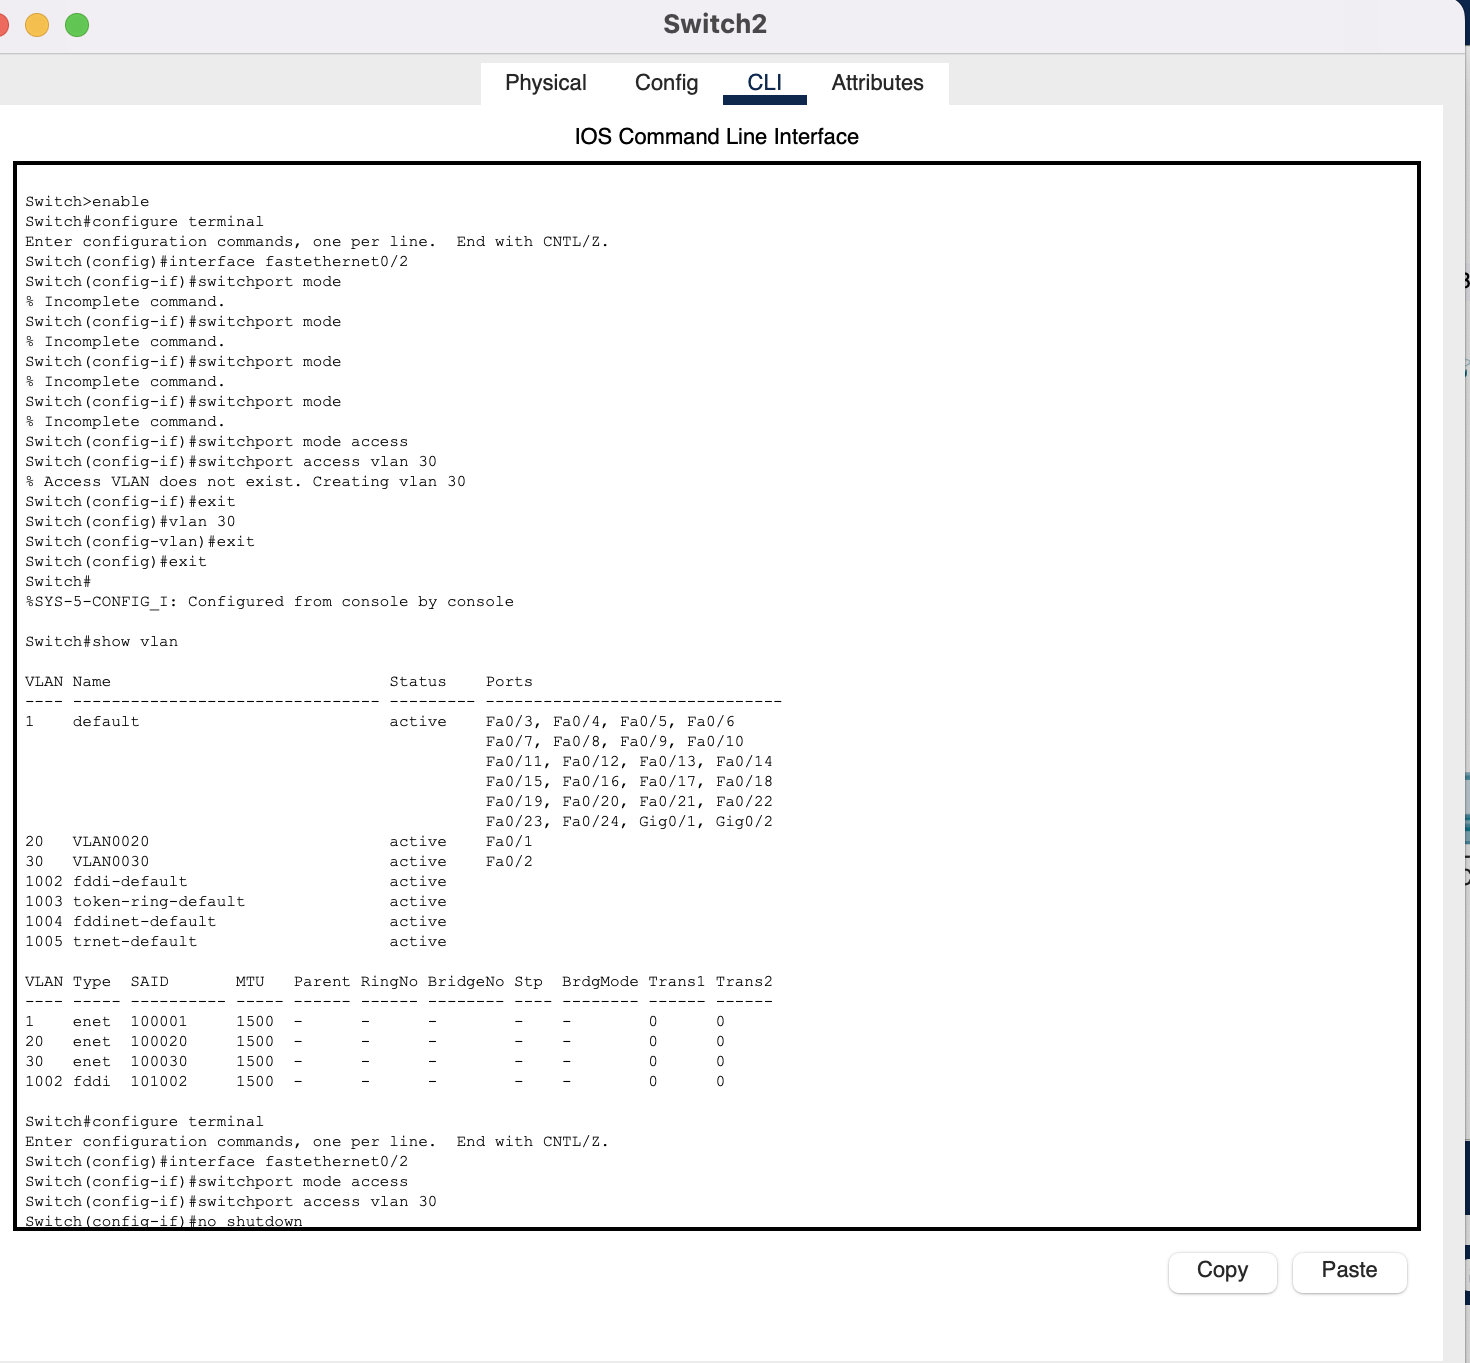 Switch2
Physical Config CLI Attributes
IOS Command Line Interface
Switch>enable
Switch#configure terminal
Enter configuration commands, one per line.  End with CNTL/Z.
Switch(config)#interface fastethernet0/2
Switch(config-if)#switchport mode
% Incomplete command.
Switch(config-if)#switchport mode
% Incomplete command.
Switch(config-if)#switchport mode
% Incomplete command.
Switch(config-if)#switchport mode
% Incomplete command.
Switch(config-if)#switchport mode access
Switch(config-if)#switchport access vlan 30
% Access VLAN does not exist. Creating vlan 30
Switch(config-if)#exit
Switch(config)#vlan 30
Switch(config-vlan)#exit
Switch(config)#exit
Switch#
%SYS-5-CONFIG_I: Configured from console by console
Switch#show vlan
VLAN Name                             Status    Ports
---- -------------------------------- --------- -------------------------------
1    default                          active    Fa0/3, Fa0/4, Fa0/5, Fa0/6
                                                Fa0/7, Fa0/8, Fa0/9, Fa0/10
                                                Fa0/11, Fa0/12, Fa0/13, Fa0/14
                                                Fa0/15, Fa0/16, Fa0/17, Fa0/18
                                                Fa0/19, Fa0/20, Fa0/21, Fa0/22
                                                Fa0/23, Fa0/24, Gig0/1, Gig0/2
20   VLAN0020                         active    Fa0/1
30   VLAN0030                         active    Fa0/2
1002 fddi-default                     active
1003 token-ring-default               active
1004 fddinet-default                  active
1005 trnet-default                    active
VLAN Type  SAID       MTU   Parent RingNo BridgeNo Stp  BrdgMode Trans1 Trans2
---- ----- ---------- ----- ------ ------ -------- ---- -------- ------ ------
1    enet  100001     1500  -      -      -        -    -        0      0
20   enet  100020     1500  -      -      -        -    -        0      0
30   enet  100030     1500  -      -      -        -    -        0      0
1002 fddi  101002     1500  -      -      -        -    -        0      0
Switch#configure terminal
Enter configuration commands, one per line.  End with CNTL/Z.
Switch(config)#interface fastethernet0/2
Switch(config-if)#switchport mode access
Switch(config-if)#switchport access vlan 30
Switch(config-if)#no shutdown
Copy Paste